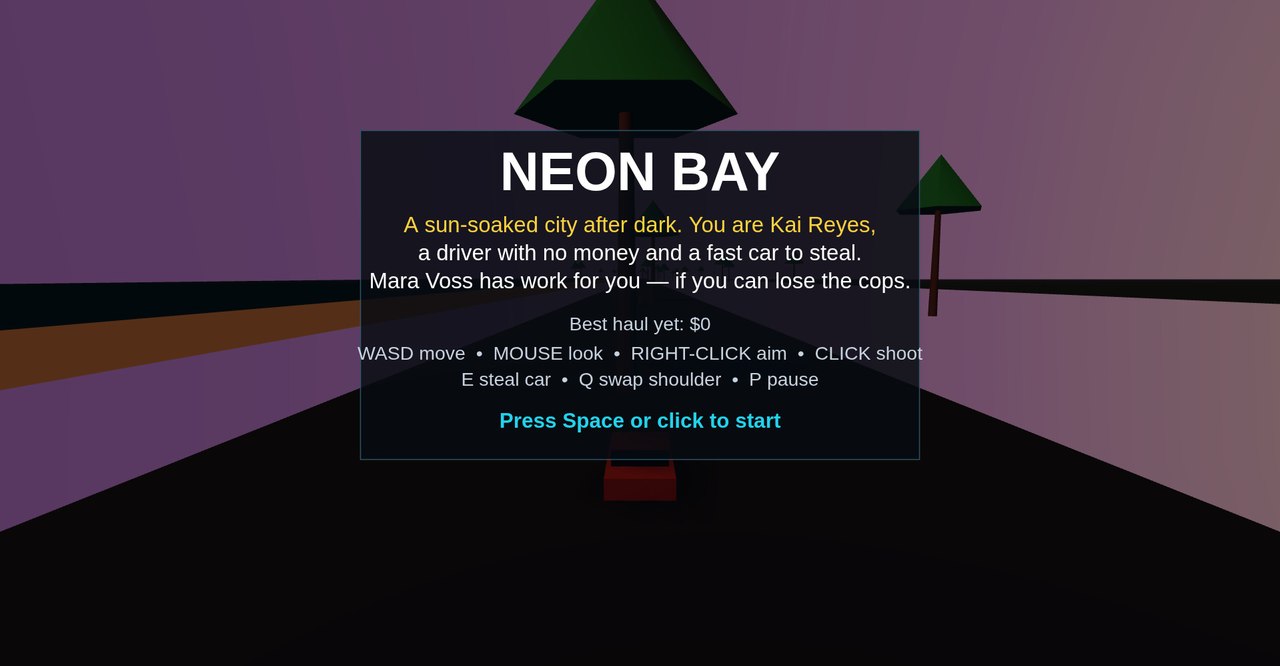 NEON BAY
A sun-soaked city after dark. You are Kai Reyes,
a driver with no money and a fast car to steal.
Mara Voss has work for you — if you can lose the cops.
Best haul yet: $0
WASD move • MOUSE look • RIGHT-CLICK aim • CLICK shoot
E steal car • Q swap shoulder • P pause
Press Space or click to start